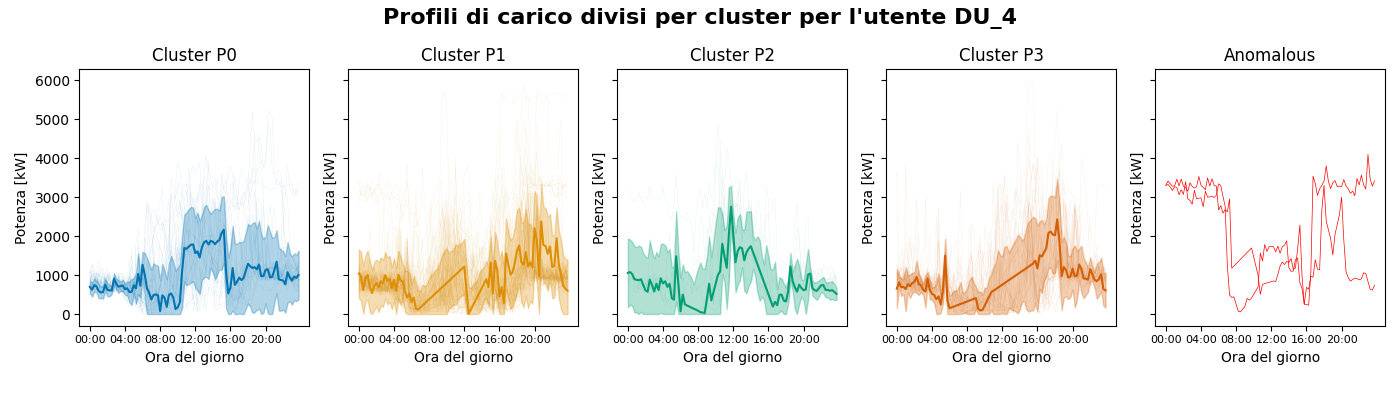 Profili di carico divisi per cluster per l'utente DU_4
Cluster P0
Cluster P1
Cluster P2
Cluster P3
Anomalous
Potenza [kW]
6000
5000
4000
3000
2000
1000
0
00:00 04:00 08:00 12:00 16:00 20:00
Ora del giorno
Potenza [kW]
00:00 04:00 08:00 12:00 16:00 20:00
Ora del giorno
Potenza [kW]
00:00 04:00 08:00 12:00 16:00 20:00
Ora del giorno
Potenza [kW]
00:00 04:00 08:00 12:00 16:00 20:00
Ora del giorno
Potenza [kW]
00:00 04:00 08:00 12:00 16:00 20:00
Ora del giorno